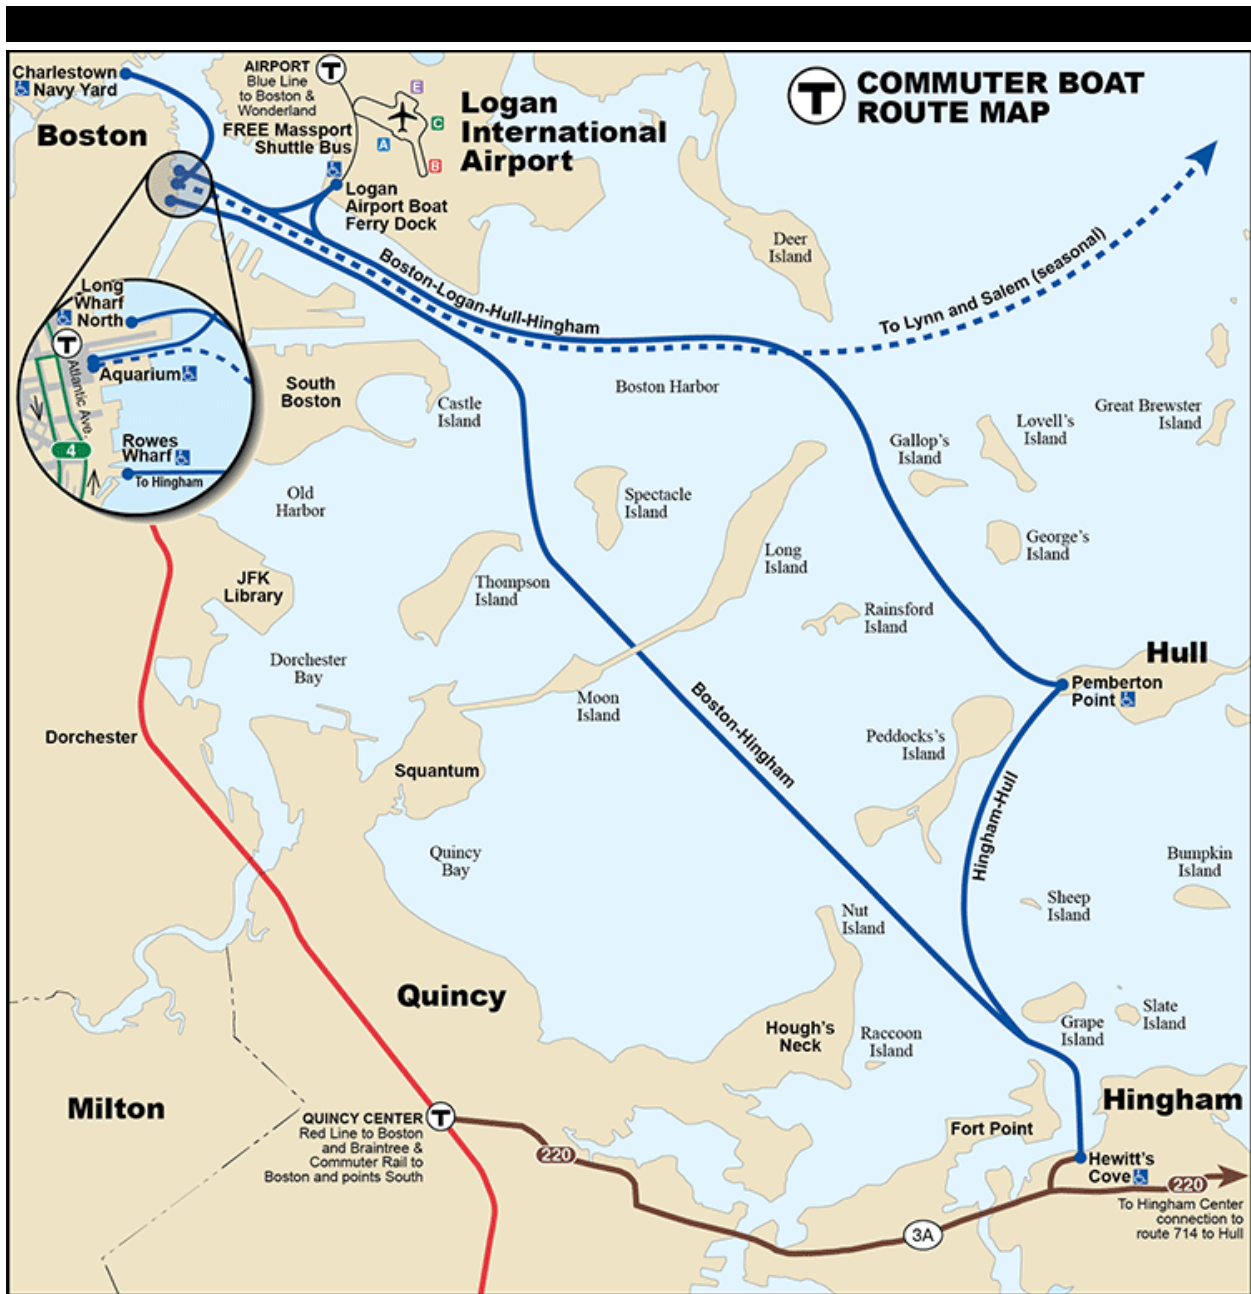 T
COMMUTER BOAT
ROUTE MAP
Charlestown
Navy Yard
Boston
AIRPORT
T
Blue Line
to Boston &
Wonderland
FREE Massport
Shuttle Bus
E
C
A
B
Logan
International
Airport
Logan
Airport Boat
Ferry Dock
Deer
Island
Boston-Logan-Hull-Hingham
To Lynn and Salem (seasonal)
Long
Wharf
North
T
Aquarium
Atlantic Ave.
4
Rowes
Wharf
To Hingham
South
Boston
Castle
Island
Boston Harbor
Gallop's
Island
Lovell's
Island
Great Brewster
Island
Old
Harbor
Spectacle
Island
Long
Island
George's
Island
JFK
Library
Thompson
Island
Rainsford
Island
Hull
Dorchester
Bay
Moon
Island
Pemberton
Point
Dorchester
Squantum
Boston-Hingham
Peddocks's
Island
Hingham-Hull
Quincy
Bay
Bumpkin
Island
Nut
Island
Sheep
Island
Quincy
Hough's
Neck
Raccoon
Island
Grape
Island
Slate
Island
Milton
Hingham
QUINCY CENTER
T
Red Line to Boston
and Braintree &
Commuter Rail to
Boston and points South
Fort Point
220
Hewitt's
Cove
220
To Hingham Center
connection to
route 714 to Hull
3A